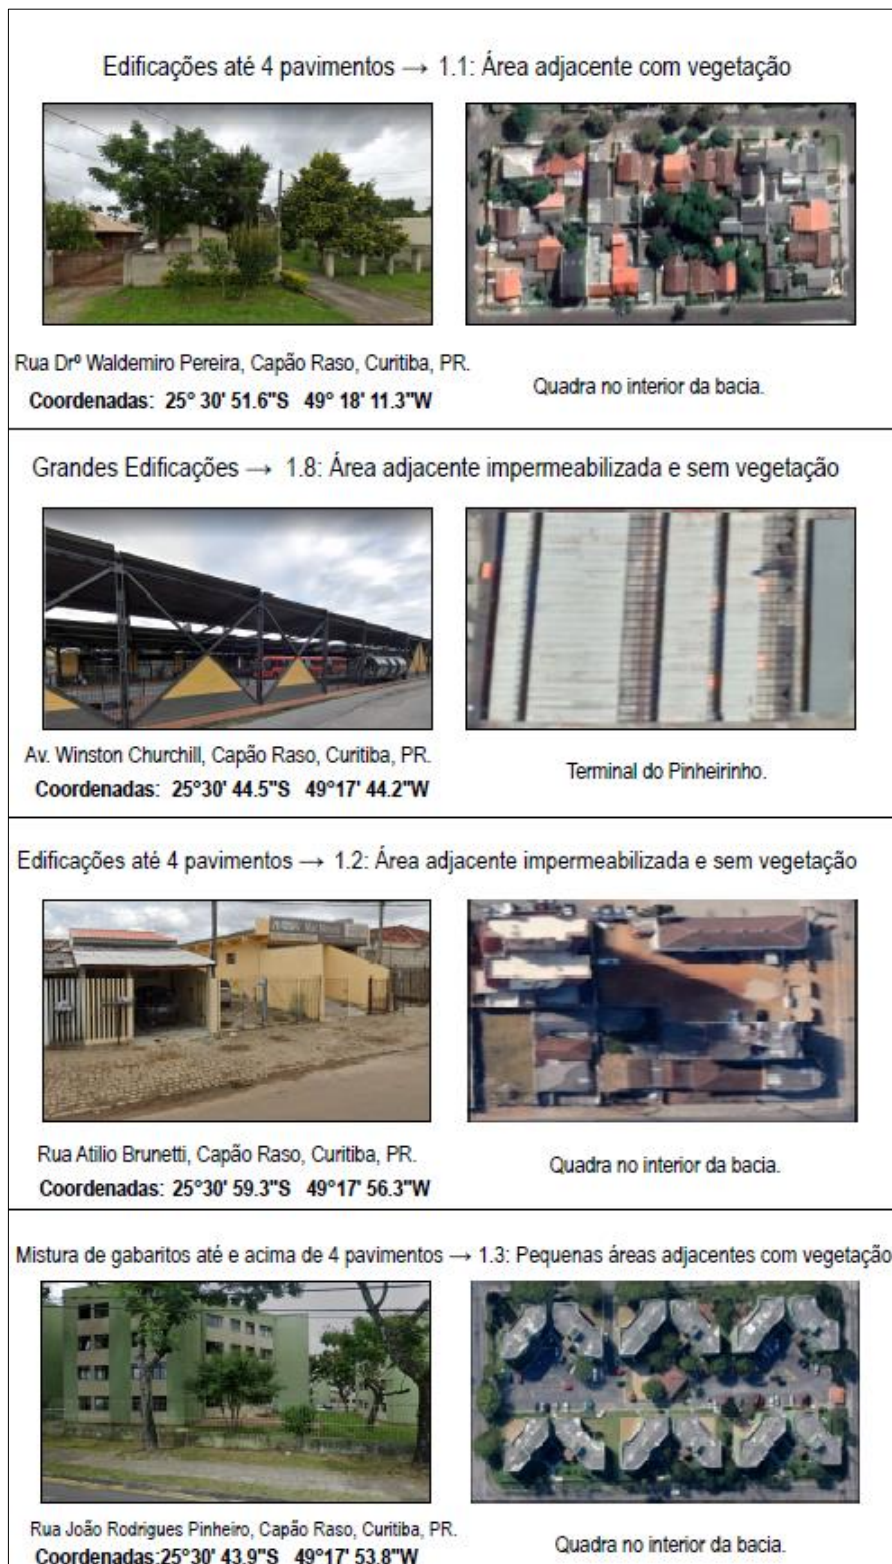 Edificações até 4 pavimentos → 1.1: Área adjacente com vegetação
Rua Drº Waldemiro Pereira, Capão Raso, Curitiba, PR.
Coordenadas: 25° 30' 51.6"S 49° 18' 11.3"W
Quadra no interior da bacia.
Grandes Edificações → 1.8: Área adjacente impermeabilizada e sem vegetação
Av. Winston Churchill, Capão Raso, Curitiba, PR.
Coordenadas: 25°30' 44.5"S 49°17' 44.2"W
Terminal do Pinheirinho.
Edificações até 4 pavimentos → 1.2: Área adjacente impermeabilizada e sem vegetação
Rua Atilio Brunetti, Capão Raso, Curitiba, PR.
Coordenadas: 25°30' 59.3"S 49°17' 56.3"W
Quadra no interior da bacia.
Mistura de gabaritos até e acima de 4 pavimentos → 1.3: Pequenas áreas adjacentes com vegetação
Rua João Rodrigues Pinheiro, Capão Raso, Curitiba, PR.
Coordenadas:25°30' 43.9"S 49°17' 53.8"W
Quadra no interior da bacia.